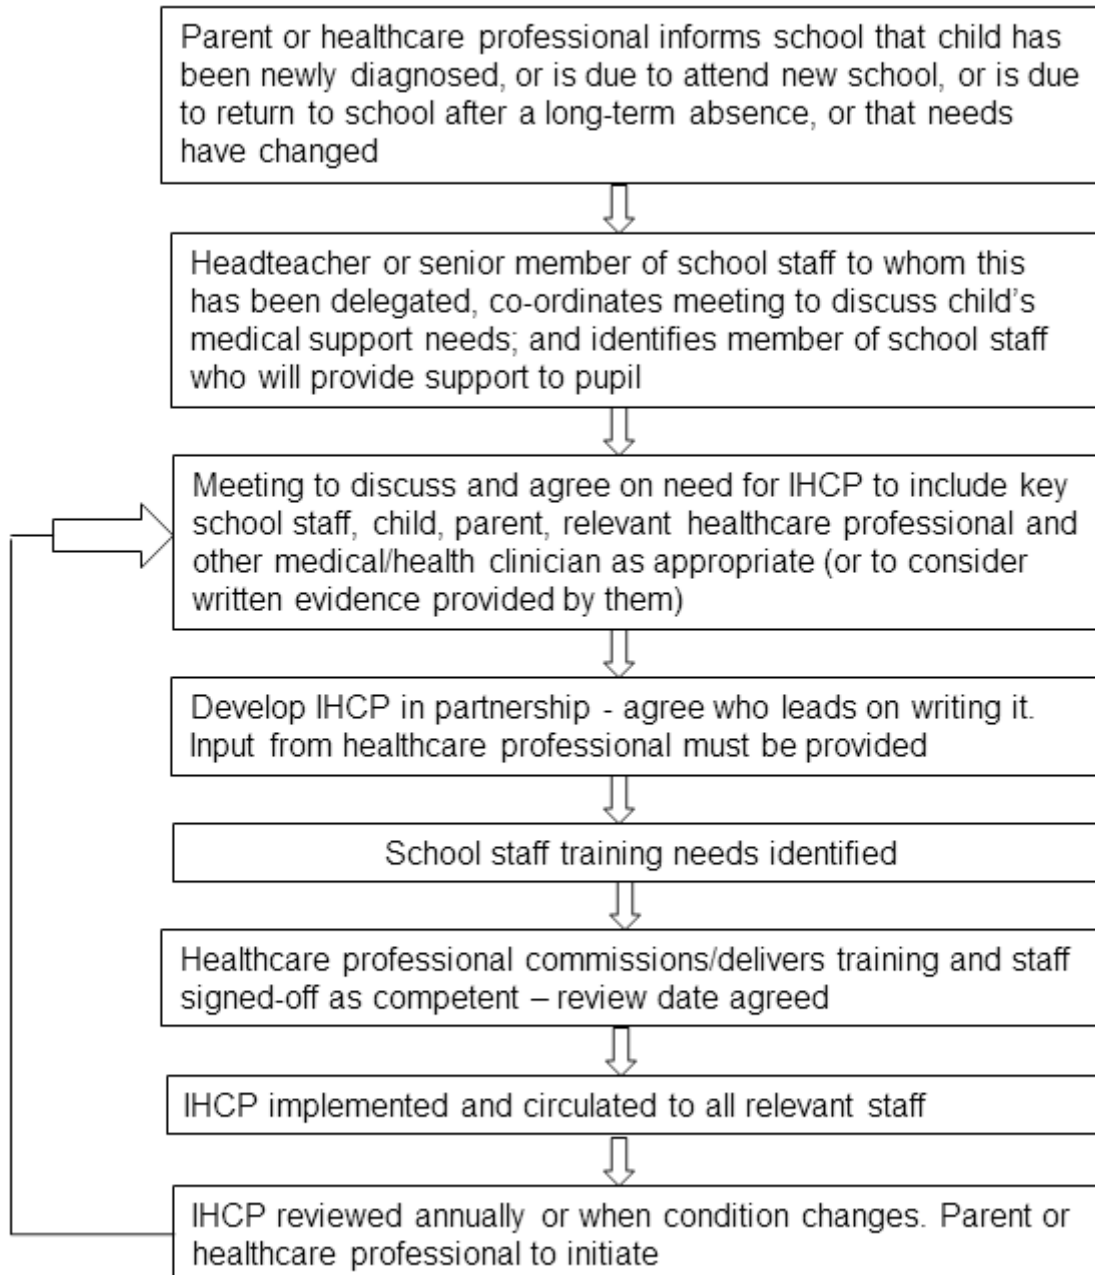 Parent or healthcare professional informs school that child has
been newly diagnosed, or is due to attend new school, or is due
to return to school after a long-term absence, or that needs
have changed
Headteacher or senior member of school staff to whom this
has been delegated, co-ordinates meeting to discuss child's
medical support needs; and identifies member of school staff
who will provide support to pupil
Meeting to discuss and agree on need for IHCP to include key
school staff, child, parent, relevant healthcare professional and
other medical/health clinician as appropriate (or to consider
written evidence provided by them)
Develop IHCP in partnership - agree who leads on writing it.
Input from healthcare professional must be provided
School staff training needs identified
Healthcare professional commissions/delivers training and staff
signed-off as competent – review date agreed
IHCP implemented and circulated to all relevant staff
IHCP reviewed annually or when condition changes. Parent or
healthcare professional to initiate